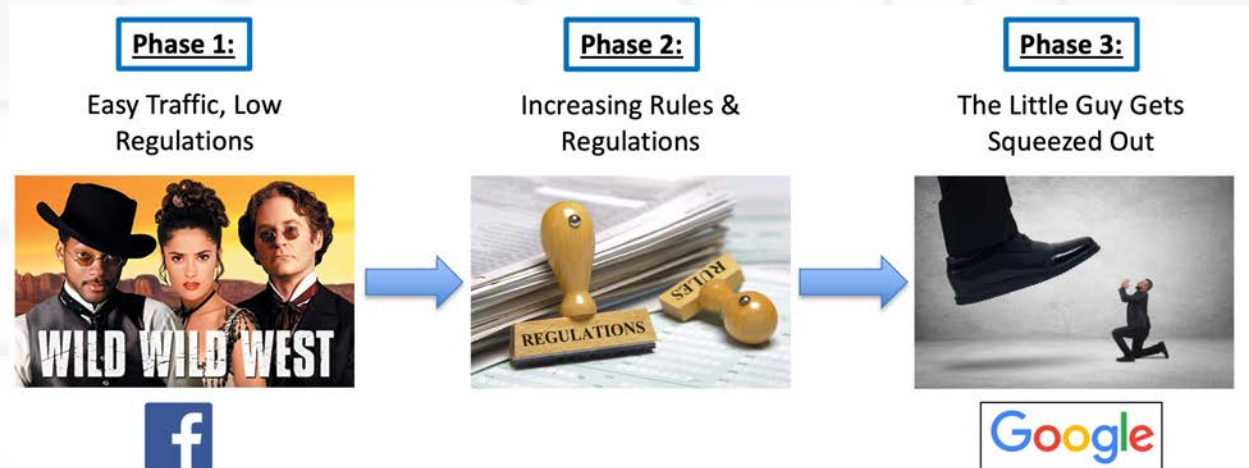 Phase 1:
Easy Traffic, Low
Regulations
WILD WILD WEST
f
Phase 2:
Increasing Rules &
Regulations
RULES
REGULATIONS
Phase 3:
The Little Guy Gets
Squeezed Out
Google